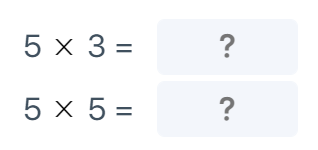 5 × 3 = ?
5 × 5 = ?